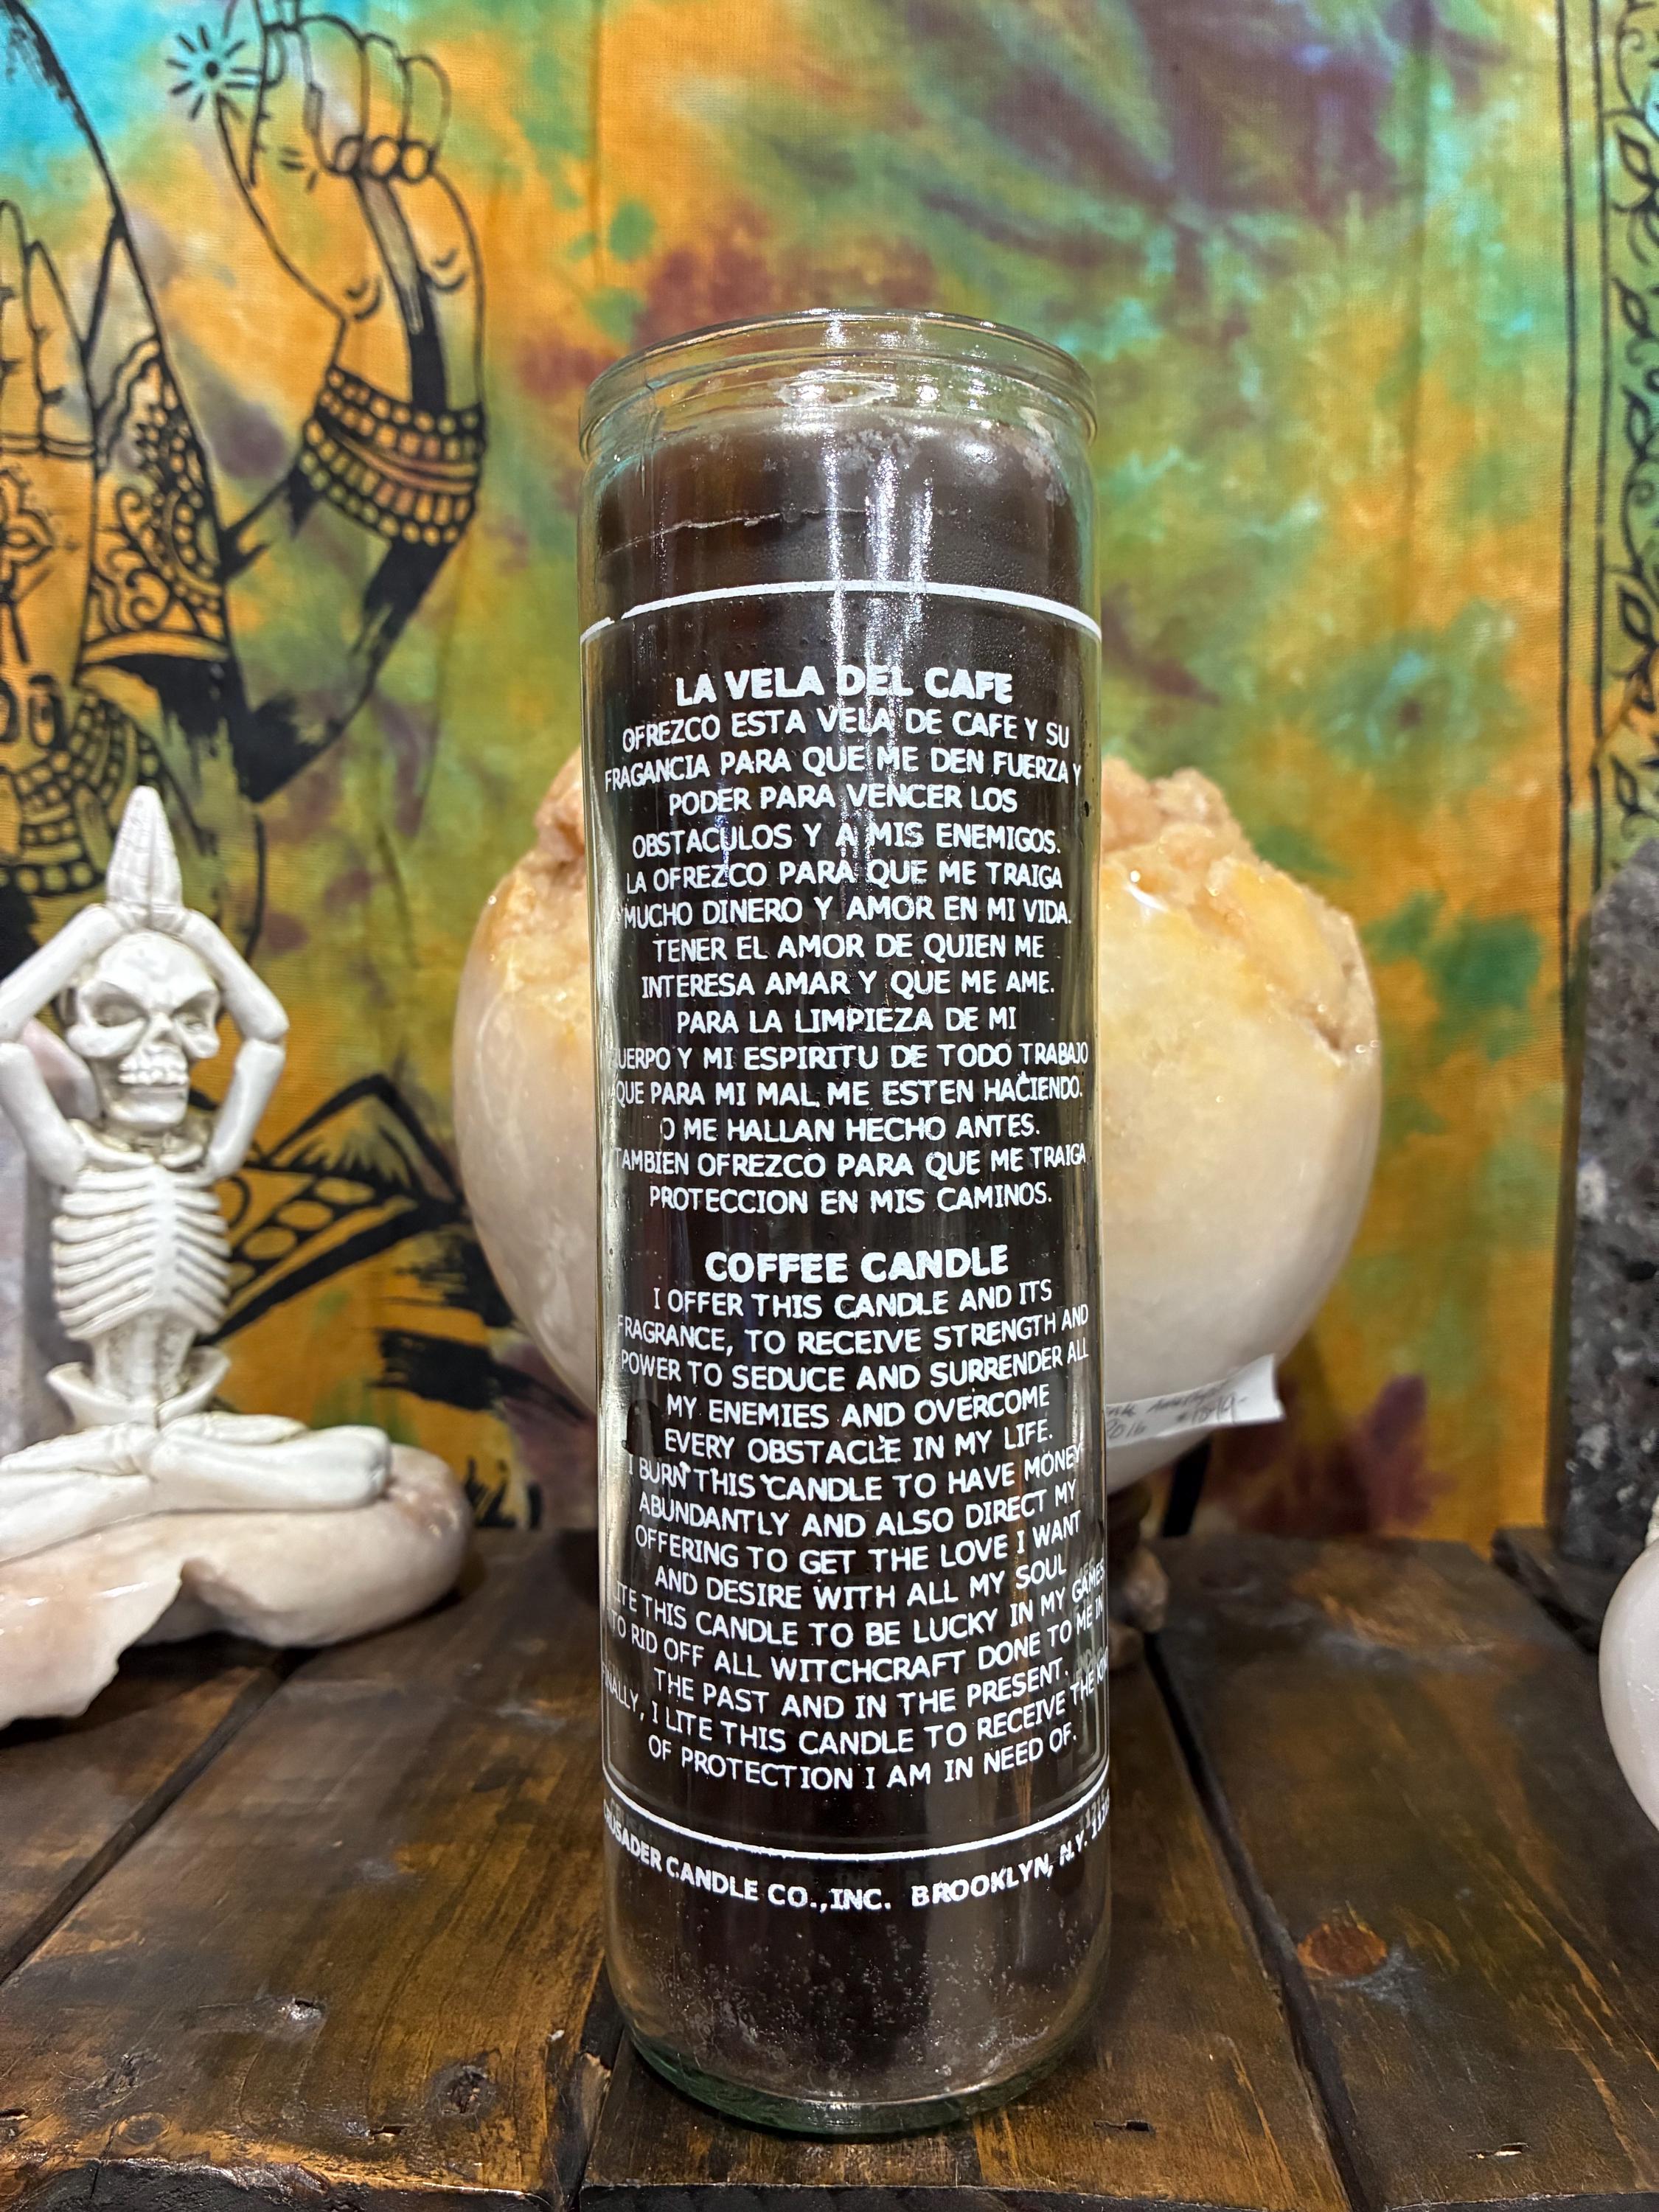 LA VELA DEL CAFE
OFREZCO ESTA VELA DE CAFE Y SU
FRAGANCIA PARA QUE ME DEN FUERZA Y
PODER PARA VENCER LOS
OBSTACULOS Y A MIS ENEMIGOS.
LA OFREZCO PARA QUE ME TRAIGA
MUCHO DINERO Y AMOR EN MI VIDA.
TENER EL AMOR DE QUIEN ME
INTERESA AMAR Y QUE ME AME.
PARA LA LIMPIEZA DE MI
CUERPO Y MI ESPIRITU DE TODO TRABAJO
QUE PARA MI MAL ME ESTEN HACIENDO.
O ME HALLAN HECHO ANTES.
TAMBIEN OFREZCO PARA QUE ME TRAIGA
PROTECCION EN MIS CAMINOS.
COFFEE CANDLE
I OFFER THIS CANDLE AND ITS
FRAGRANCE, TO RECEIVE STRENGTH AND
POWER TO SEDUCE AND SURRENDER ALL
MY ENEMIES AND OVERCOME
EVERY OBSTACLE IN MY LIFE.
I BURN THIS CANDLE TO HAVE MONEY
ABUNDANTLY AND ALSO DIRECT MY
OFFERING TO GET THE LOVE I WANT
AND DESIRE WITH ALL MY SOUL
LITE THIS CANDLE TO BE LUCKY IN MY GAMES
TO RID OFF ALL WITCHCRAFT DONE TO ME IN
THE PAST AND IN THE PRESENT.
FINALLY, I LITE THIS CANDLE TO RECEIVE THE KIND
OF PROTECTION I AM IN NEED OF.
CRUSADER CANDLE CO.,INC. BROOKLYN, N.Y.